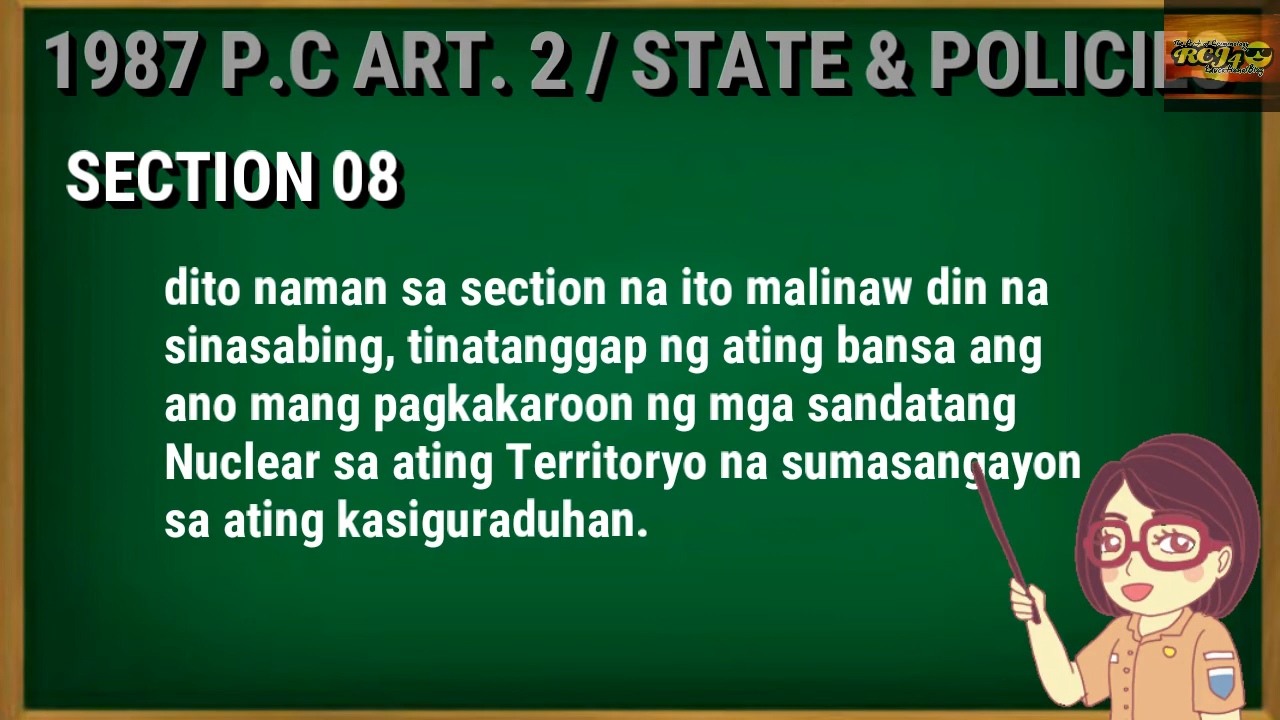 1987 P.C ART. 2 / STATE & POLICIES
SECTION 08
dito naman sa section na ito malinaw din na
sinasabing, tinatanggap ng ating bansa ang
ano mang pagkakaroon ng mga sandatang
Nuclear sa ating Territoryo na sumasangayon
sa ating kasiguraduhan.
RCJ4